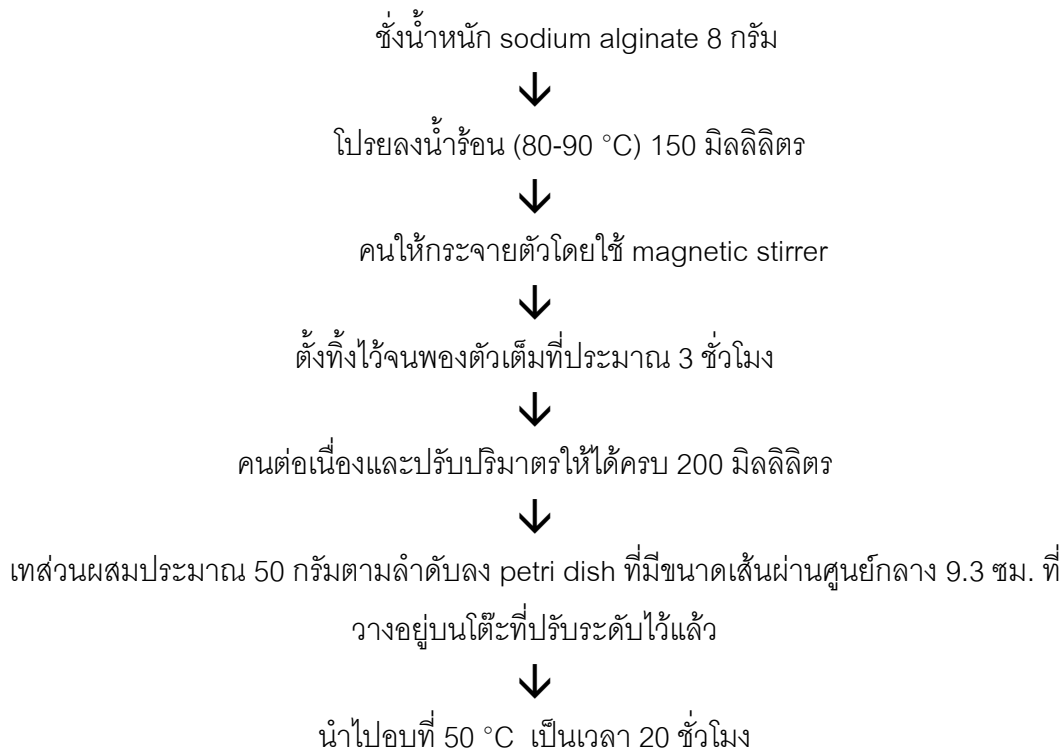 ชั่งน้ำหนัก sodium alginate 8 กรัม
↓
โปรยลงน้ำร้อน (80-90 °C) 150 มิลลิลิตร
↓
คนให้กระจายตัวโดยใช้ magnetic stirrer
↓
ตั้งทิ้งไว้จนพองตัวเต็มที่ประมาณ 3 ชั่วโมง
↓
คนต่อเนื่องและปรับปริมาตรให้ได้ครบ 200 มิลลิลิตร
↓
เทส่วนผสมประมาณ 50 กรัมตามลำดับลง petri dish ที่มีขนาดเส้นผ่านศูนย์กลาง 9.3 ซม. ที่
วางอยู่บนโต๊ะที่ปรับระดับไว้แล้ว
↓
นำไปอบที่ 50 °C เป็นเวลา 20 ชั่วโมง